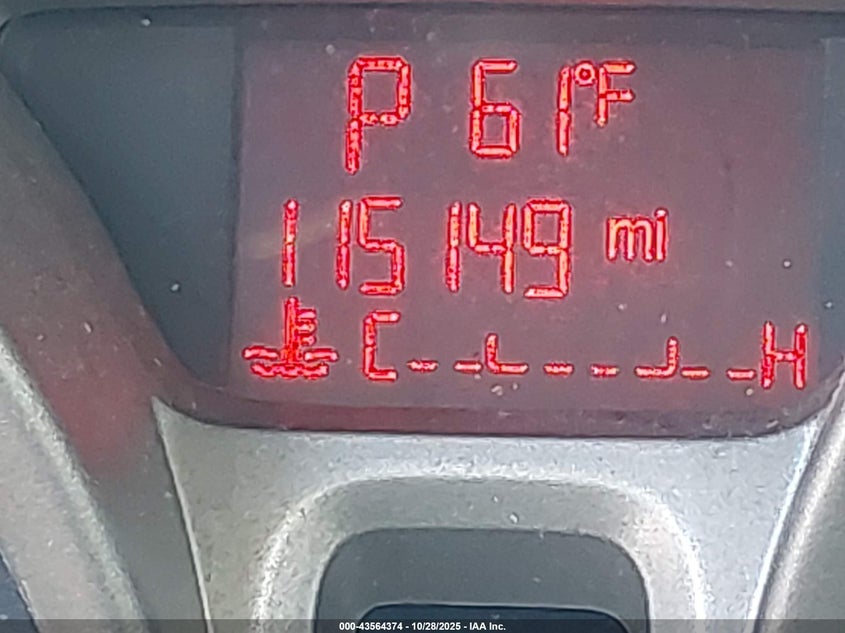 P 61°F
115149 mi
C H
000-43564374 - 10/28/2025 - IAA Inc.